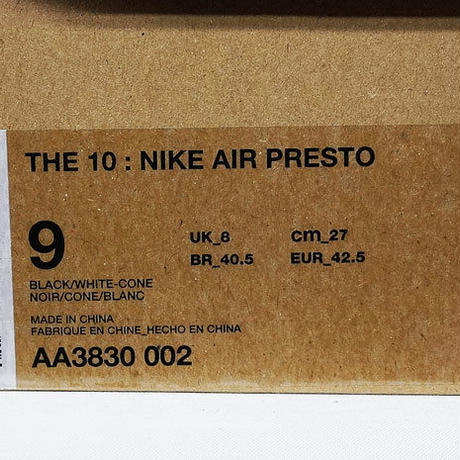 THE 10 : NIKE AIR PRESTO
9
UK_8 cm_27
BR_40.5 EUR_42.5
BLACK/WHITE-CONE
NOIR/CONE/BLANC
MADE IN CHINA
FABRIQUE EN CHINE_HECHO EN CHINA
AA3830 002